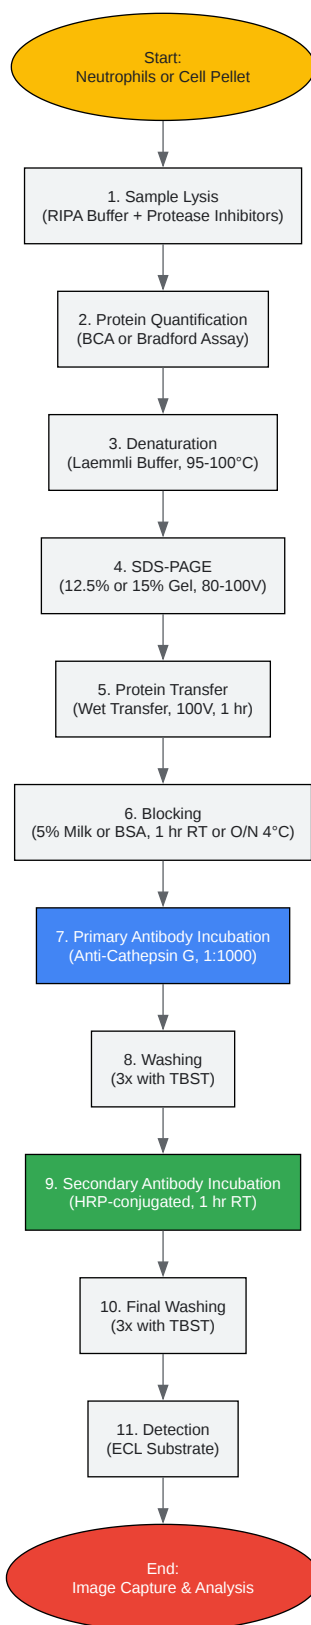 Start:
Neutrophils or Cell Pellet
1. Sample Lysis
(RIPA Buffer + Protease Inhibitors)
2. Protein Quantification
(BCA or Bradford Assay)
3. Denaturation
(Laemmli Buffer, 95-100°C)
4. SDS-PAGE
(12.5% or 15% Gel, 80-100V)
5. Protein Transfer
(Wet Transfer, 100V, 1 hr)
6. Blocking
(5% Milk or BSA, 1 hr RT or O/N 4°C)
7. Primary Antibody Incubation
(Anti-Cathepsin G, 1:1000)
8. Washing
(3x with TBST)
9. Secondary Antibody Incubation
(HRP-conjugated, 1 hr RT)
10. Final Washing
(3x with TBST)
11. Detection
(ECL Substrate)
End:
Image Capture & Analysis